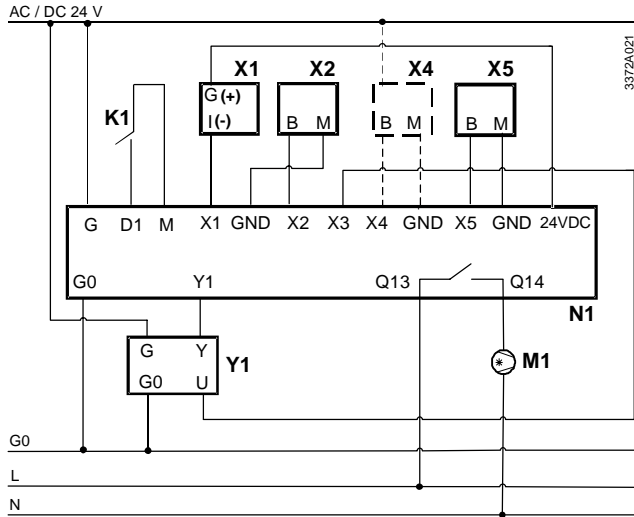 AC / DC 24 V
3372A021
X1 X2 X4 X5
G (+)
K1
I (-) B M B M B M
G D1 M X1 GND X2 X3 X4 GND X5 GND 24VDC
G0 Y1 Q13 Q14
N1
G Y
Y1 M1
G0 U
G0
L
N